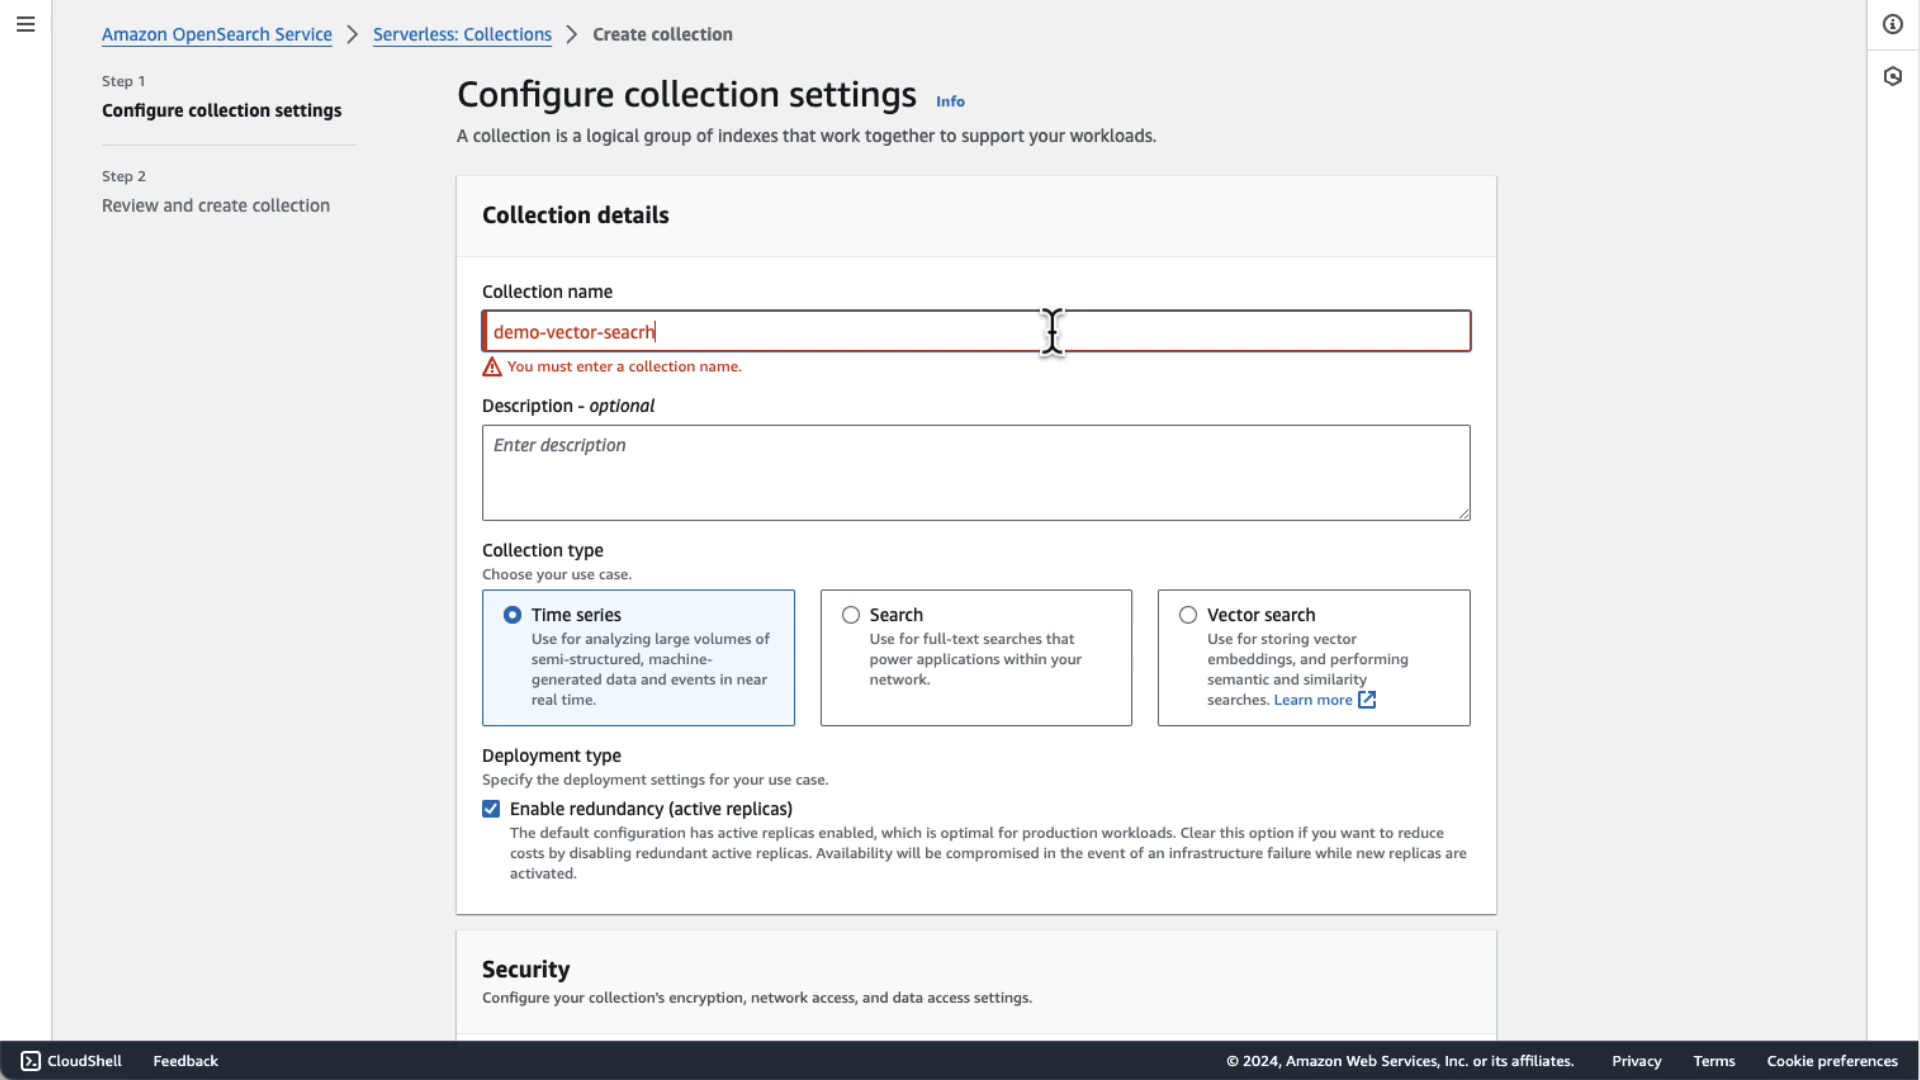 Amazon OpenSearch Service > Serverless: Collections > Create collection
Step 1
Configure collection settings
Step 2
Review and create collection
Configure collection settings Info
A collection is a logical group of indexes that work together to support your workloads.
Collection details
Collection name
demo-vector-seacrh
You must enter a collection name.
Description - optional
Enter description
Collection type
Choose your use case.
Time series
Use for analyzing large volumes of
semi-structured, machine-
generated data and events in near
real time.
Search
Use for full-text searches that
power applications within your
network.
Vector search
Use for storing vector
embeddings, and performing
semantic and similarity
searches. Learn more
Deployment type
Specify the deployment settings for your use case.
Enable redundancy (active replicas)
The default configuration has active replicas enabled, which is optimal for production workloads. Clear this option if you want to reduce
costs by disabling redundant active replicas. Availability will be compromised in the event of an infrastructure failure while new replicas are
activated.
Security
Configure your collection's encryption, network access, and data access settings.
CloudShell Feedback © 2024, Amazon Web Services, Inc. or its affiliates. Privacy Terms Cookie preferences